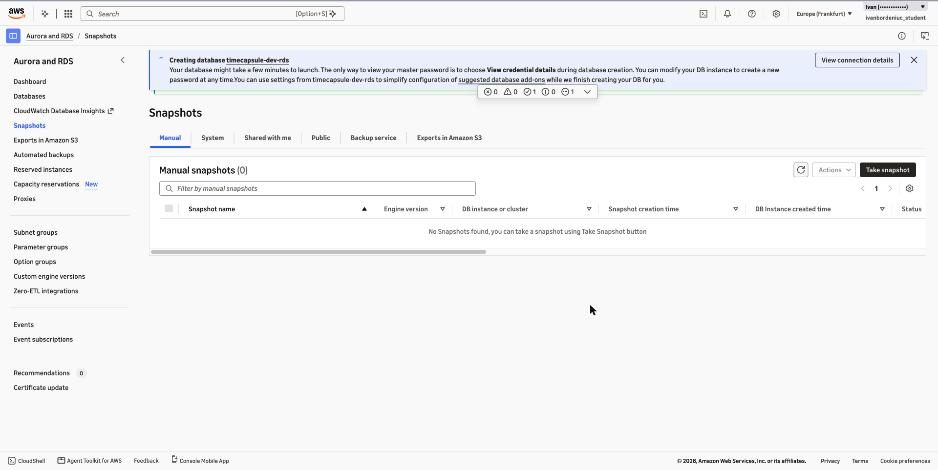 aws
Search
[Option+S]
Europe (Frankfurt)
Ivan
ivanbordeniuc_student
Aurora and RDS / Snapshots
Aurora and RDS
Dashboard
Databases
CloudWatch Database Insights
Snapshots
Exports in Amazon S3
Automated backups
Reserved instances
Capacity reservations New
Proxies
Subnet groups
Parameter groups
Option groups
Custom engine versions
Zero-ETL integrations
Events
Event subscriptions
Recommendations 0
Certificate update
Creating database timecapsule-dev-rds
Your database might take a few minutes to launch. The only way to view your master password is to choose View credential details during database creation. You can modify your DB instance to create a new
password at any time.You can use settings from timecapsule-dev-rds to simplify configuration of suggested database add-ons while we finish creating your DB for you.
View connection details
0 0 1 0 1
Snapshots
Manual System Shared with me Public Backup service Exports in Amazon S3
Manual snapshots (0)
Actions
Take snapshot
Filter by manual snapshots
1
Snapshot name Engine version DB instance or cluster Snapshot creation time DB Instance created time Status
No Snapshots found, you can take a snapshot using Take Snapshot button
CloudShell Agent Toolkit for AWS Feedback Console Mobile App
© 2026, Amazon Web Services, Inc. or its affiliates. Privacy Terms Cookie preferences